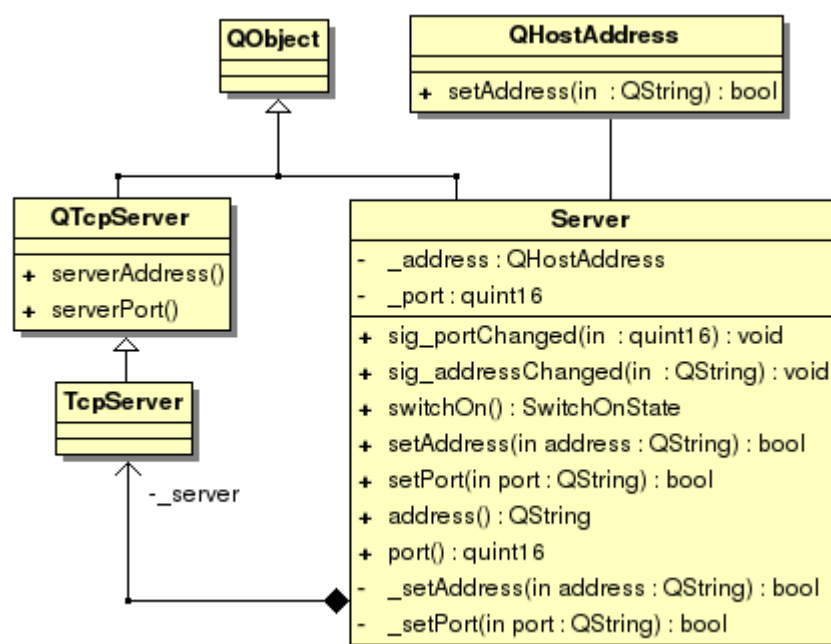 QObject
QHostAddress
+ setAddress(in : QString) : bool
QTcpServer
+ serverAddress()
+ serverPort()
TcpServer
-_server
Server
- _address : QHostAddress
- _port : quint16
+ sig_portChanged(in : quint16) : void
+ sig_addressChanged(in : QString) : void
+ switchOn() : SwitchOnState
+ setAddress(in address : QString) : bool
+ setPort(in port : QString) : bool
+ address() : QString
+ port() : quint16
- _setAddress(in address : QString) : bool
- _setPort(in port : QString) : bool